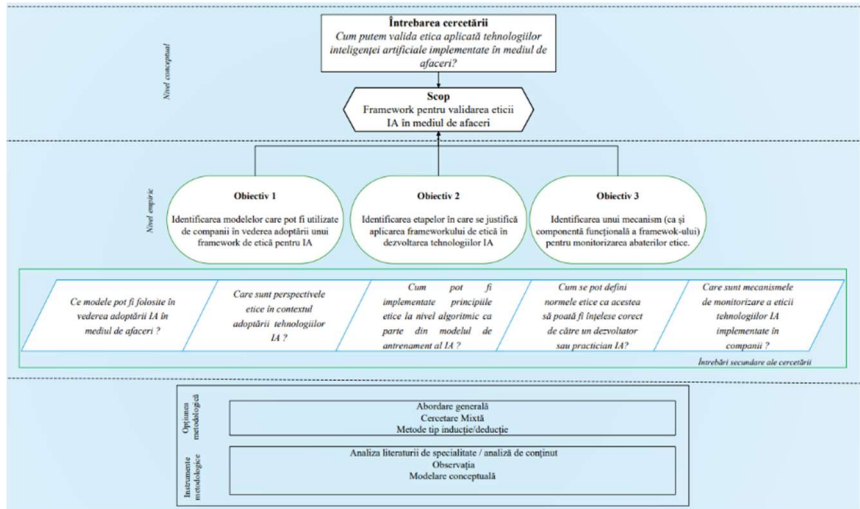 Întrebarea cercetării
Cum putem valida etica aplicată tehnologiilor
inteligenței artificiale implementate în mediul de
afaceri?
Nivel conceptual
Scop
Framework pentru validarea eticii
IA în mediul de afaceri
Nivel empiric
Obiectiv 1
Identificarea modelelor care pot fi utilizate
de companii în vederea adoptării unui
framework de etică pentru IA
Obiectiv 2
Identificarea etapelor în care se justifică
aplicarea frameworkului de etică în
dezvoltarea tehnologiilor IA
Obiectiv 3
Identificarea unui mecanism (ca și
componentă funcțională a framewok-ului)
pentru monitorizarea abaterilor etice.
Ce modele pot fi folosite în
vederea adoptării IA în
mediul de afaceri ?
Care sunt perspectivele
etice în contextul
adoptării tehnologiilor
IA ?
Cum pot fi
implementate principiile
etice la nivel algoritmic ca
parte din modelul de
antrenament al IA ?
Cum se pot defini
normele etice ca acestea
să poată fi înțelese corect
de către un dezvoltator
sau practician IA?
Care sunt mecanismele
de monitorizare a eticii
tehnologiilor IA
implementate în
companii ?
Întrebări secundare ale cercetării
Opțiunea
metodologică
Abordare generală
Cercetare Mixtă
Metode tip inducție/deducție
Instrumente
metodologice
Analiza literaturii de specialitate / analiză de conținut
Observația
Modelare conceptuală